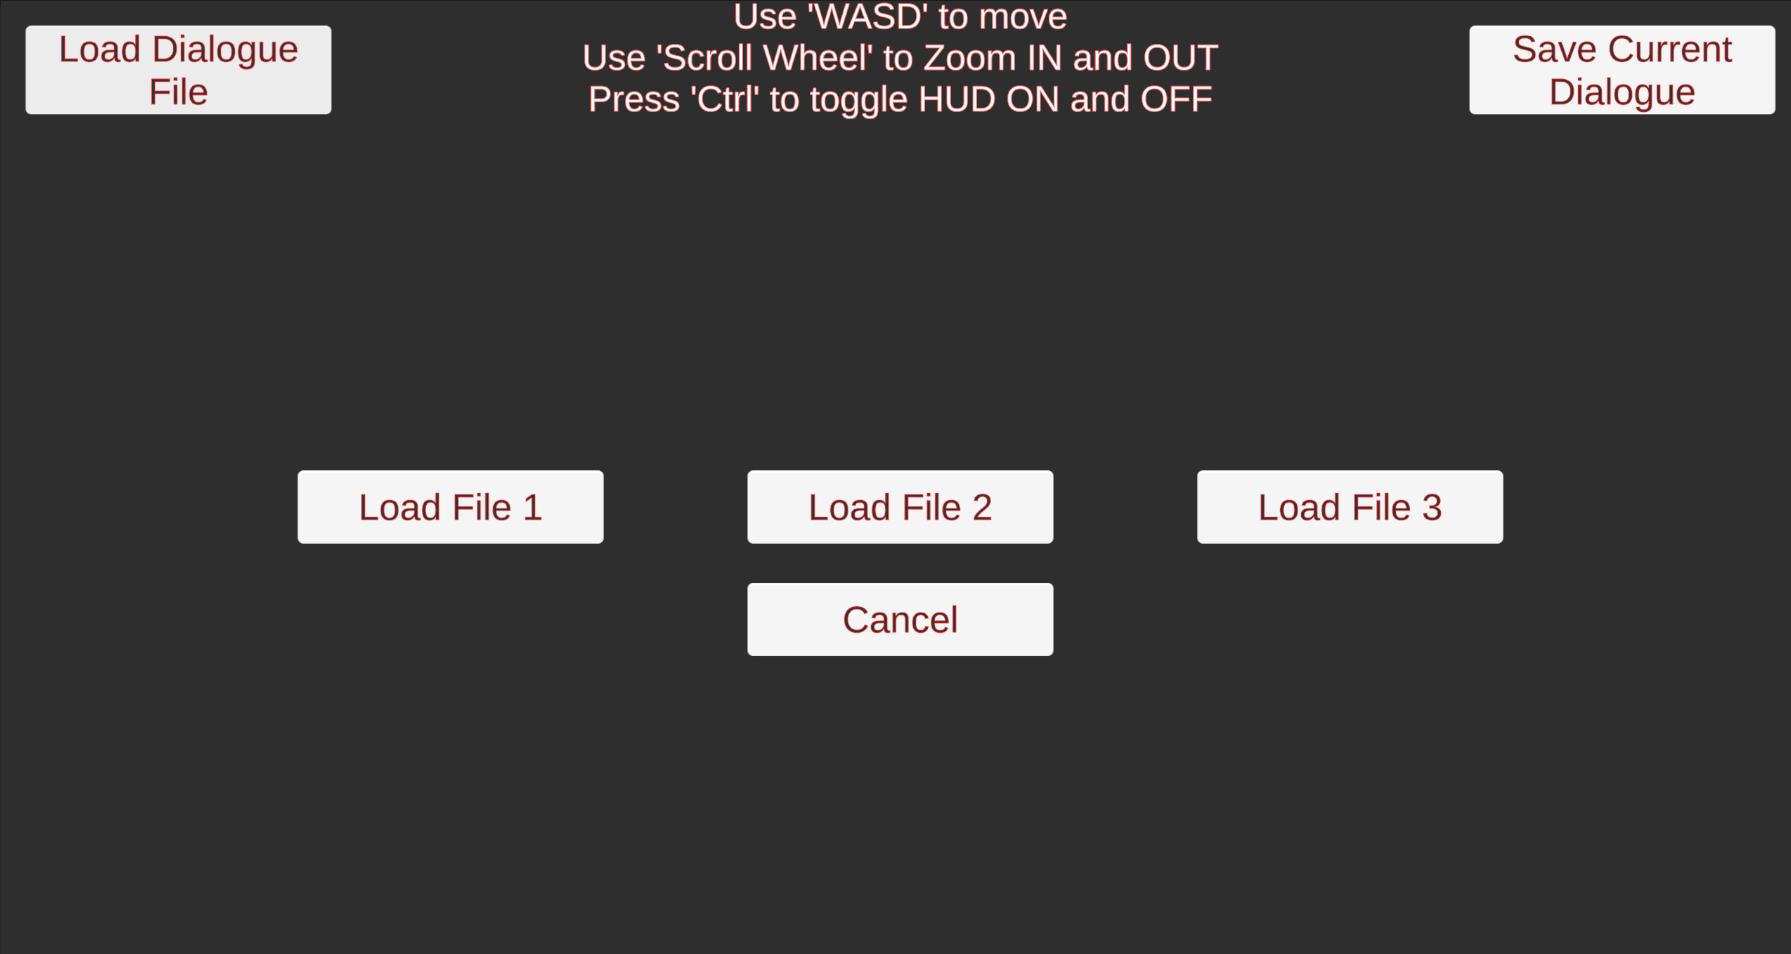 Load Dialogue
File
Use 'WASD' to move
Use 'Scroll Wheel' to Zoom IN and OUT
Press 'Ctrl' to toggle HUD ON and OFF
Save Current
Dialogue
Load File 1
Load File 2
Load File 3
Cancel